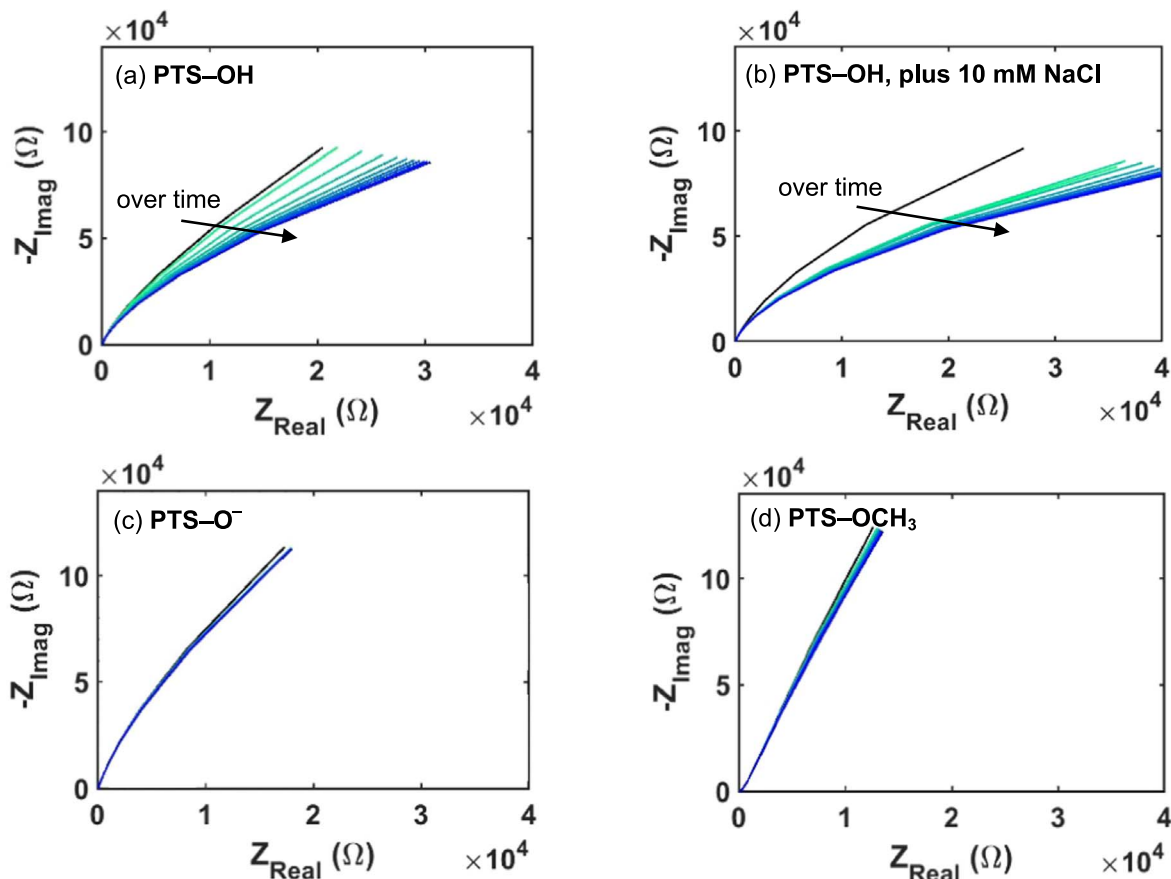 ×10⁴
(a) PTS–OH
over time
-Z_Imag (Ω)
10
5
0
0 1 2 3 4
Z_Real (Ω) ×10⁴
×10⁴
(b) PTS–OH, plus 10 mM NaCl
over time
-Z_Imag (Ω)
10
5
0
0 1 2 3 4
Z_Real (Ω) ×10⁴
×10⁴
(c) PTS–O⁻
-Z_Imag (Ω)
10
5
0
0 1 2 3 4
Z_Real (Ω) ×10⁴
×10⁴
(d) PTS–OCH₃
-Z_Imag (Ω)
10
5
0
0 1 2 3 4
Z_Real (Ω) ×10⁴